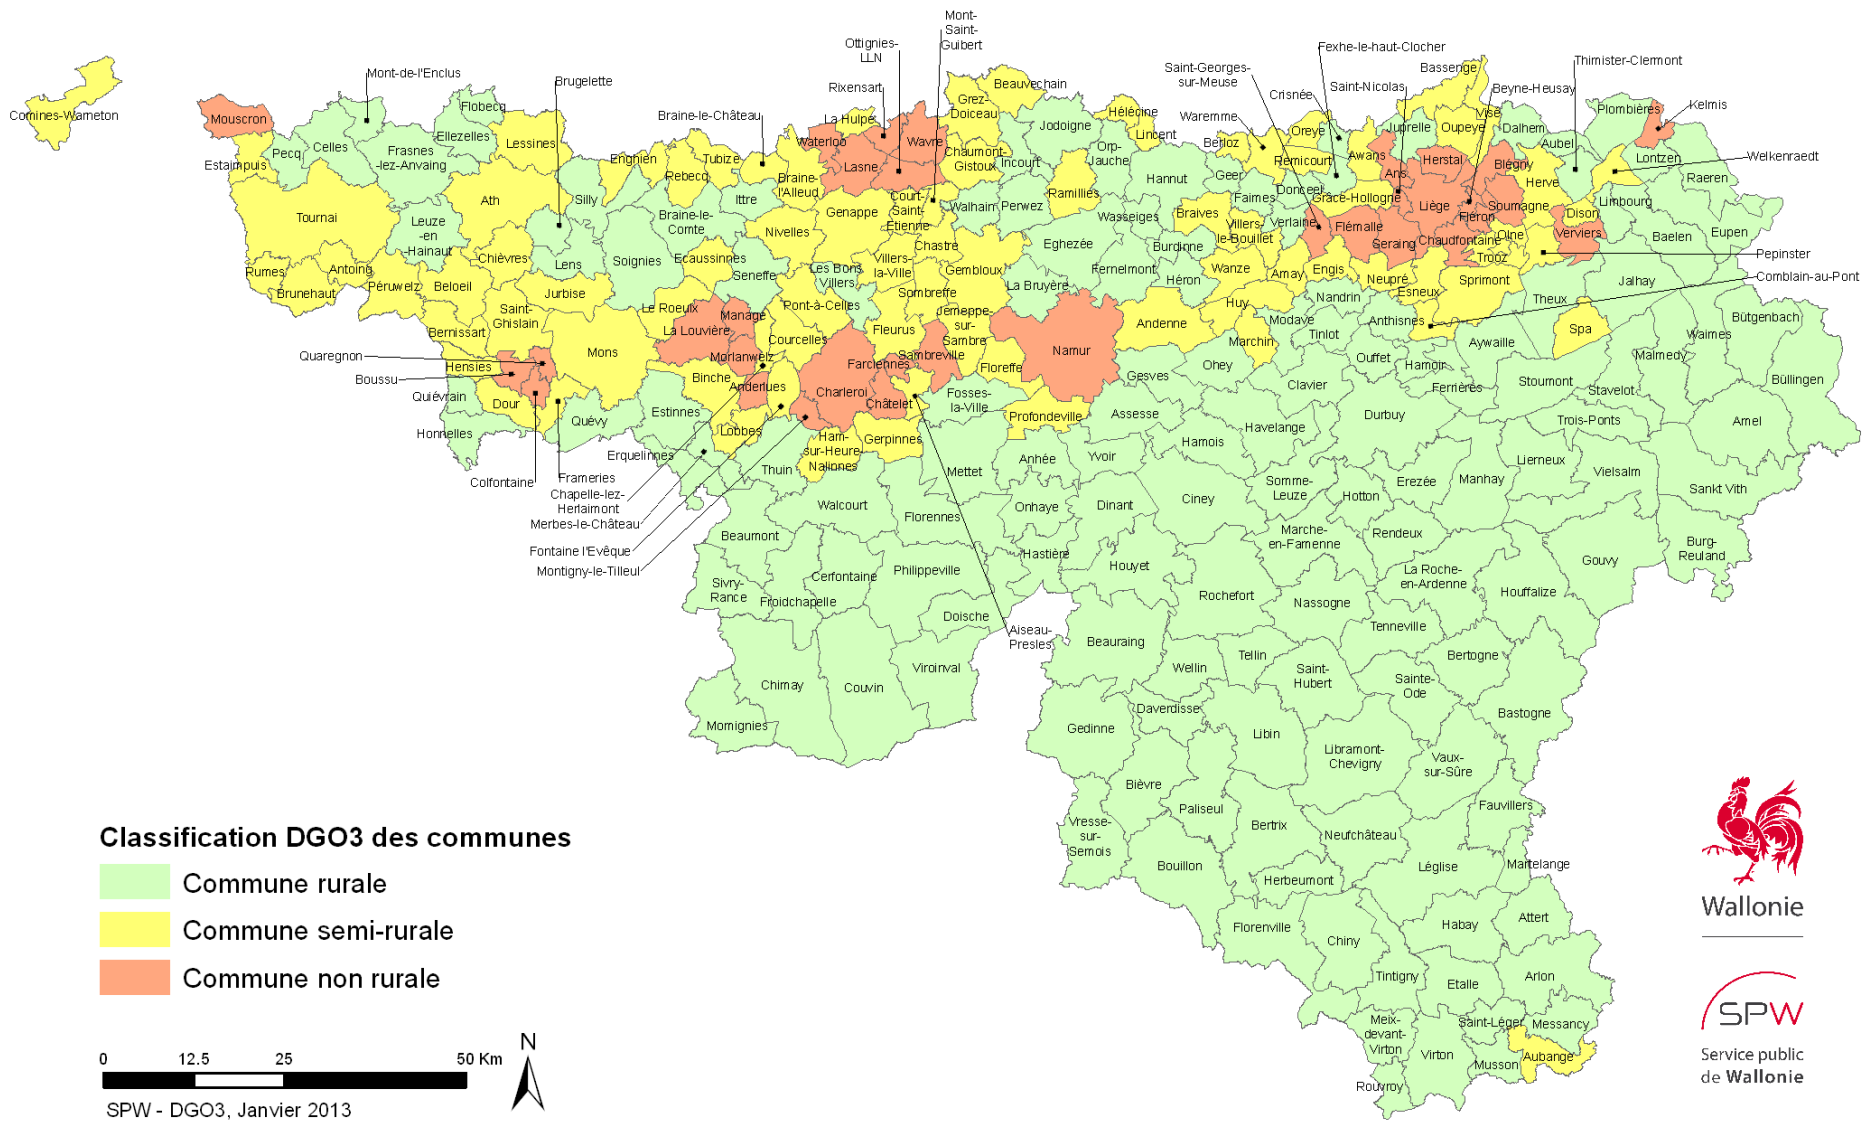 Comines-Warneton
Mouscron
Estaimpuis
Pecq
Celles
Mont-de-l'Enclus
Frasnes
-lez-Anvaing
Flobecq
Ellezelles
Lessines
Brugelette
Tournai
Leuze
-en-
Hainaut
Ath
Silly
Enghien
Rebecq
Tubize
Braine-le-Château
Ittre
Braine-le-
Comte
Lens
Soignies
Ecaussinnes
Seneffe
Nivelles
Chièvres
Rumes
Brunehaut
Antoing
Péruwelz
Beloeil
Bernissart
Saint-
Ghislain
Jurbise
Mons
Le Roeulx
La Louvière
Manage
Morlanwelz
Binche
Anderlues
Estinnes
Quaregnon
Boussu
Hensies
Quiévrain
Honnelles
Dour
Quévy
Colfontaine
Frameries
Chapelle-lez-
Herlaimont
Merbes-le-Château
Fontaine l'Evêque
Montigny-le-Tilleul
Erquelinnes
Lobbes
Thuin
Ham-
sur-Heure-
Nalinnes
Gerpinnes
Charleroi
Châtelet
Farciennes
Courcelles
Pont-à-Celles
Les Bons
Villers
Fleurus
Sombreffe
Jemeppe-
sur-
Sambre
Sambreville
Floreffe
Fosses-
la-Ville
Aiseau-
Presles
Mont-
Saint-
Guibert
Ottignies-
LLN
Rixensart
La Hulpe
Waterloo
Lasne
Wavre
Braine-
l'Alleud
Genappe
Court-
Saint-
Étienne
Chastre
Villers-
la-Ville
Gembloux
Walhain
Perwez
Chaumont-
Gistoux
Grez-
Doiceau
Beauvechain
Incourt
Jodoigne
Orp-
Jauche
Ramillies
Hélécine
Lincent
Hannut
Wasseiges
Eghezée
La Bruyère
Fernelmont
Burdinne
Héron
Braives
Geer
Berloz
Waremme
Faimes
Donceel
Verlaine
Villers-
le-Bouillet
Wanze
Huy
Amay
Engis
Saint-Georges-
sur-Meuse
Crisnée
Oreye
Remicourt
Fexhe-le-haut-Clocher
Saint-Nicolas
Awans
Grâce-Hollogne
Ans
Juprelle
Bassenge
Oupeye
Visé
Herstal
Liège
Beyne-Heusay
Fléron
Flémalle
Seraing
Chaudfontaine
Neupré
Esneux
Trooz
Olne
Soumagne
Blégny
Dalhem
Aubel
Herve
Thimister-Clermont
Plombières
Kelmis
Welkenraedt
Lontzen
Raeren
Limbourg
Dison
Verviers
Baelen
Eupen
Pepinster
Comblain-au-Pont
Sprimont
Theux
Jalhay
Spa
Aywaille
Stoumont
Stavelot
Malmedy
Waimes
Bütgenbach
Büllingen
Amel
Sankt Vith
Burg-
Reuland
Trois-Ponts
Lierneux
Vielsalm
Manhay
Gouvy
Houffalize
Ferrières
Hamoir
Anthisnes
Ouffet
Nandrin
Tinlot
Modave
Marchin
Clavier
Andenne
Namur
Profondeville
Gesves
Ohey
Assesse
Havelange
Hamois
Durbuy
Somme-
Leuze
Hotton
Erezée
Rendeux
Marche-
en-Famenne
La Roche-
en-Ardenne
Ciney
Yvoir
Anhée
Mettet
Onhaye
Dinant
Hastière
Houyet
Rochefort
Nassogne
Tenneville
Bertogne
Walcourt
Florennes
Beaumont
Sivry-
Rance
Froidchapelle
Cerfontaine
Philippeville
Doische
Viroinval
Chimay
Couvin
Momignies
Beauraing
Wellin
Tellin
Saint-
Hubert
Sainte-
Ode
Bastogne
Gedinne
Daverdisse
Libin
Libramont-
Chevigny
Vaux-
sur-Sûre
Bièvre
Vresse-
sur-
Semois
Paliseul
Bertrix
Neufchâteau
Fauvillers
Bouillon
Herbeumont
Léglise
Martelange
Florenville
Chiny
Habay
Attert
Tintigny
Etalle
Arlon
Meix-
devant-
Virton
Saint-Léger
Messancy
Virton
Musson
Aubange
Rouvroy
Classification DGO3 des communes
Commune rurale
Commune semi-rurale
Commune non rurale
0 12.5 25 50 Km
N
SPW - DGO3, Janvier 2013
Wallonie
SPW
Service public
de Wallonie